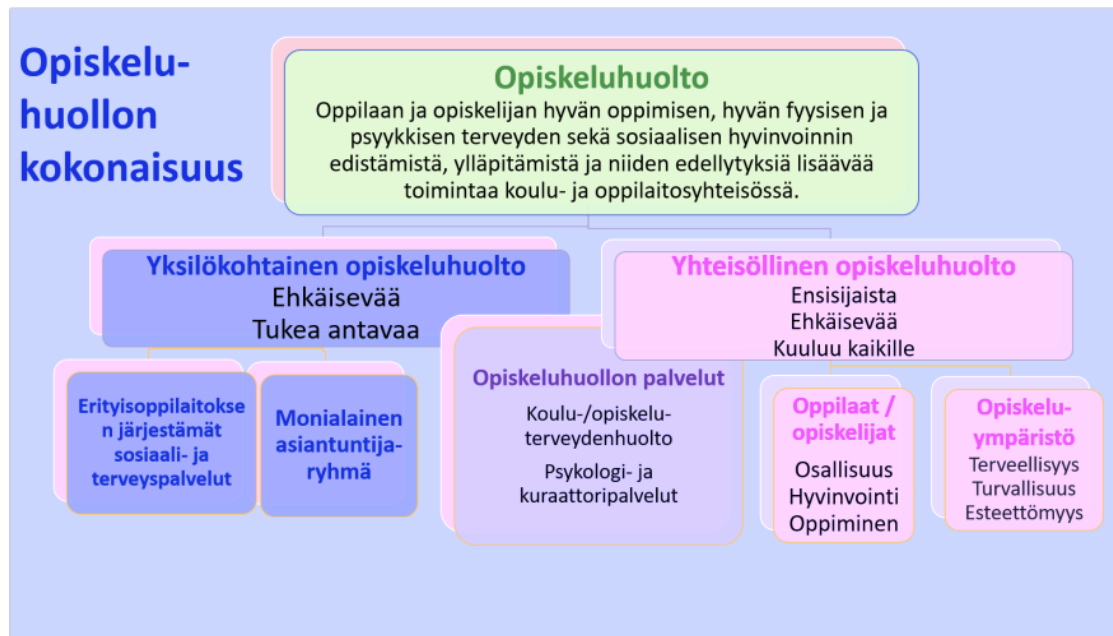 Opiskelu-
huollon
kokonaisuus
Opiskeluhuolto
Oppilaan ja opiskelijan hyvän oppimisen, hyvän fyysisen ja
psyykkisen terveyden sekä sosiaalisen hyvinvoinnin
edistämistä, ylläpitämistä ja niiden edellytyksiä lisäävää
toimintaa koulu- ja oppilaitosyhteisössä.
Yksilökohtainen opiskeluhuolto
Ehkäisevää
Tukea antavaa
Yhteisöllinen opiskeluhuolto
Ensisijaista
Ehkäisevää
Kuuluu kaikille
Erityisoppilaitokse
n järjestämät
sosiaali- ja
terveyspalvelut
Monialainen
asiantuntija-
ryhmä
Opiskeluhuollon palvelut
Koulu-/opiskelu-
terveydenhuolto
Psykologi- ja
kuraattoripalvelut
Oppilaat /
opiskelijat
Osallisuus
Hyvinvointi
Oppiminen
Opiskelu-
ympäristö
Terveellisyys
Turvallisuus
Esteettömyys